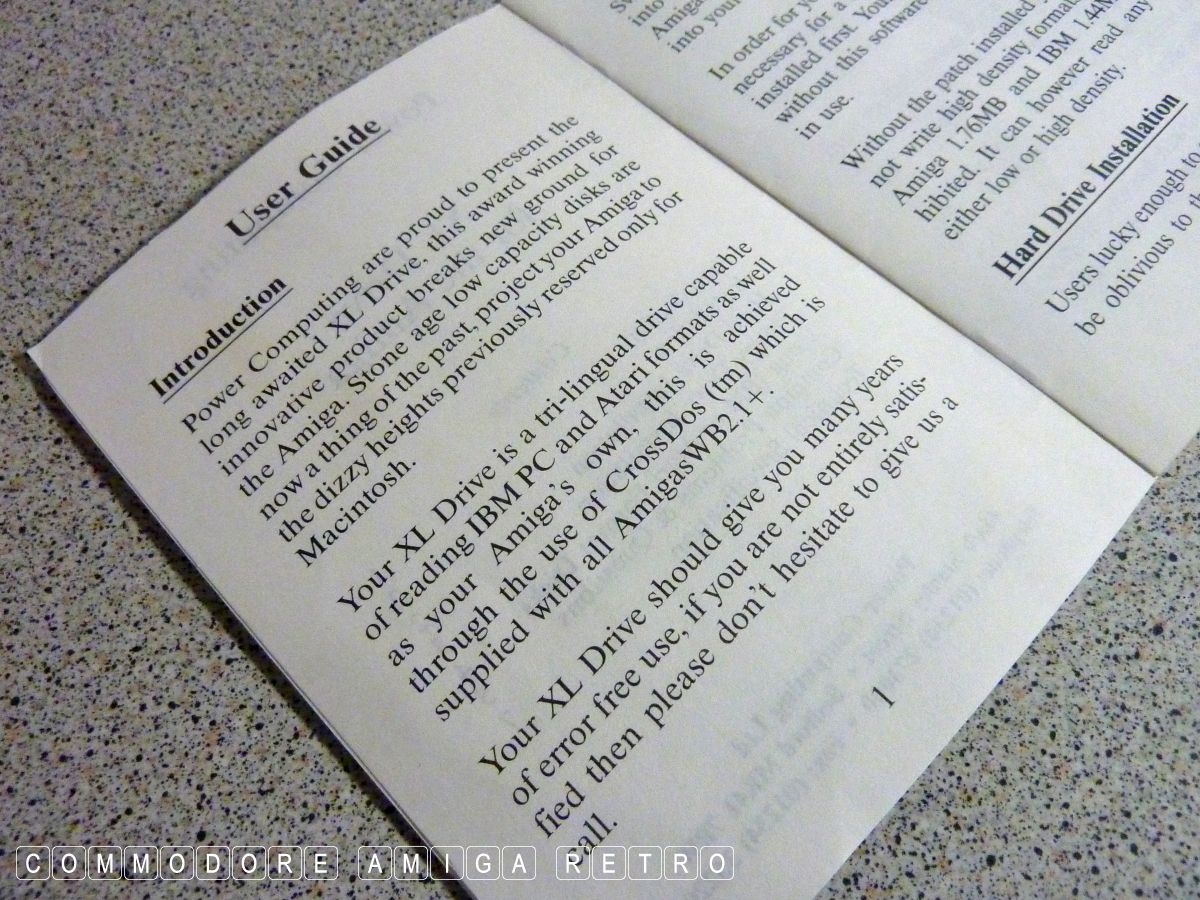 User Guide
Introduction
Power Computing are proud to present the
long awaited XL Drive, this award winning
innovative product breaks new ground for
the Amiga. Stone age low capacity disks are
now a thing of the past, project your Amiga to
the dizzy heights previously reserved only for
Macintosh.
Your XL Drive is a tri-lingual drive capable
of reading IBM PC and Atari formats as well
as your Amiga's own, this is achieved
through the use of CrossDos (tm) which is
supplied with all AmigasWB2.1+.
Your XL Drive should give you many years
of error free use, if you are not entirely satis-
fied then please don't hesitate to give us a
call.
1
into
Amiga
into your
In order for
necessary for a
installed first. You
without this software
in use.
Without the patch installed
not write high density
Amiga 1.76MB and IBM
hibited. It can however read any
either low or high density.
Hard Drive Installation
Users lucky enough to
be oblivious to
COMMODORE AMIGA RETRO